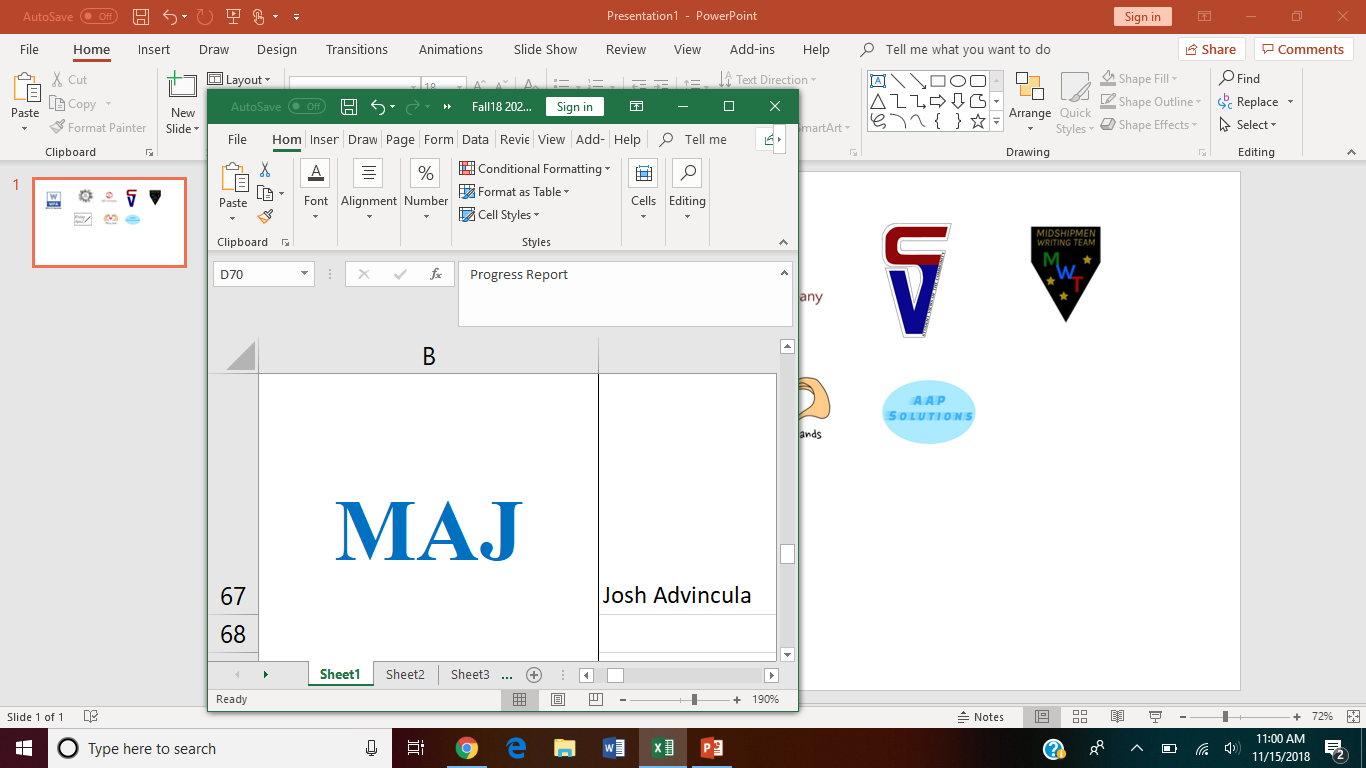 AutoSave Off
Presentation1 - PowerPoint
Sign in
File Home Insert Draw Design Transitions Animations Slide Show Review View Add-ins Help Tell me what you want to do
Share Comments
Paste
Cut
Copy
Format Painter
Clipboard
New
Slide
Layout
18
Text Direction
SmartArt
Arrange
Quick
Styles
Shape Fill
Shape Outline
Shape Effects
Drawing
Find
Replace
Select
Editing
1
AutoSave Off
Fall18 202...
Sign in
File Hom Inser Draw Page Form Data Revie View Add- Help Tell me
Paste
Clipboard
Font
Alignment
Number
Conditional Formatting
Format as Table
Cell Styles
Styles
Cells
Editing
D70
fx
Progress Report
B
MAJ
67
Josh Advincula
68
Sheet1 Sheet2 Sheet3 ...
Ready
190%
any
MIDSHIPMEN
WRITING TEAM
MWT
ands
AAP
SOLUTIONS
Slide 1 of 1
Notes
72%
Type here to search
11:00 AM
11/15/2018
2